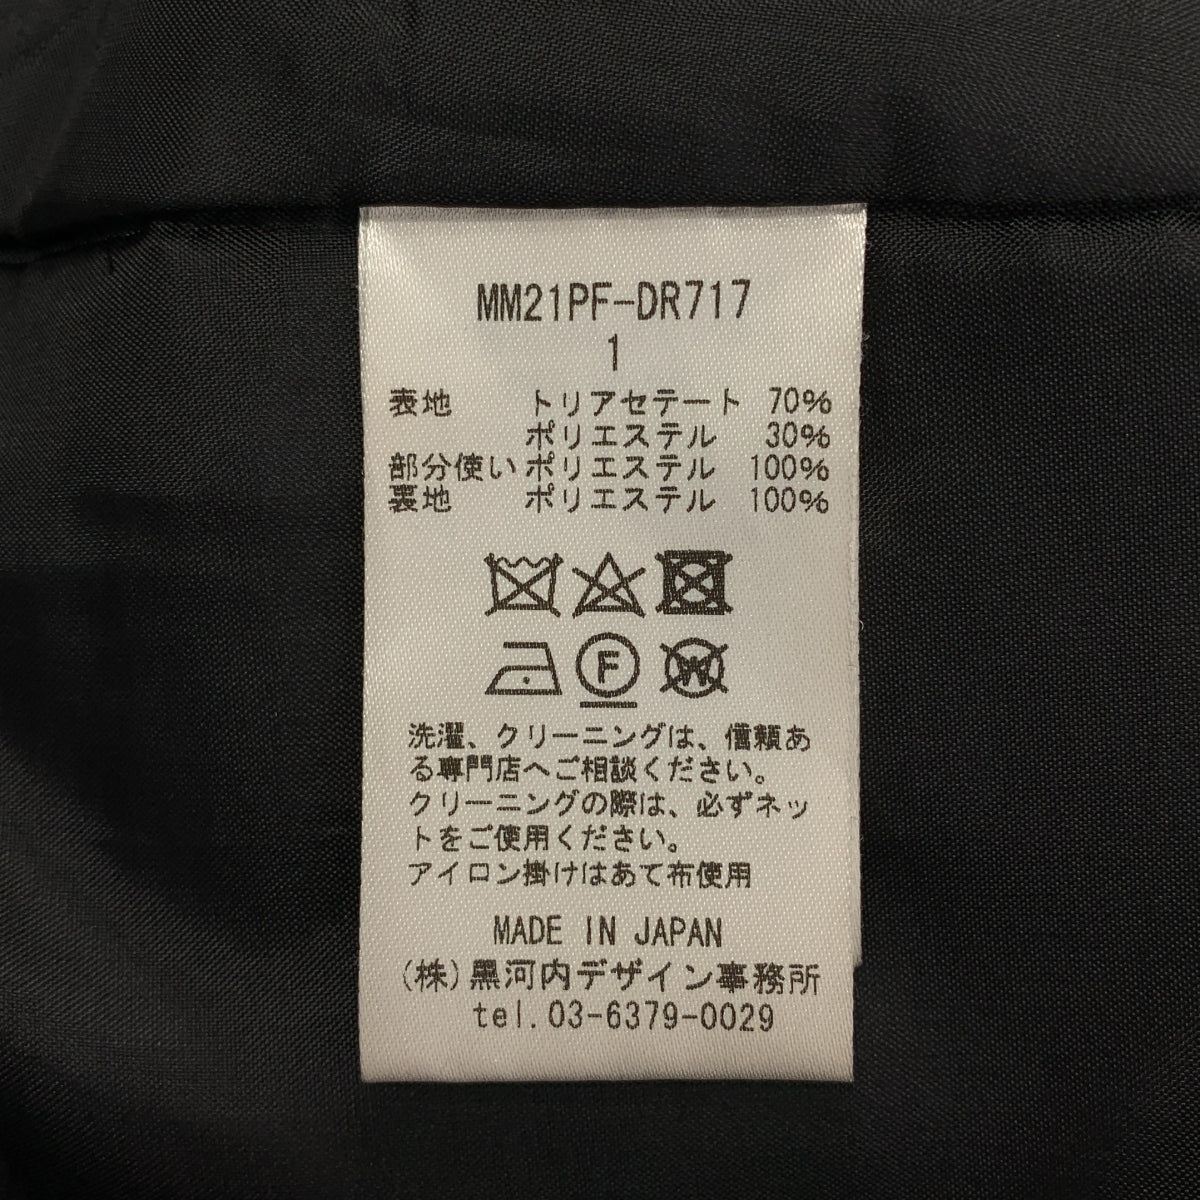 MM21PF-DR717
1
表地 トリアセテート 70%
ポリエステル 30%
部分使い ポリエステル 100%
裏地 ポリエステル 100%
F W
洗濯、クリーニングは、信頼あ
る専門店へご相談ください。
クリーニングの際は、必ずネッ
トをご使用ください。
アイロン掛けはあて布使用
MADE IN JAPAN
(株)黒河内デザイン事務所
tel.03-6379-0029